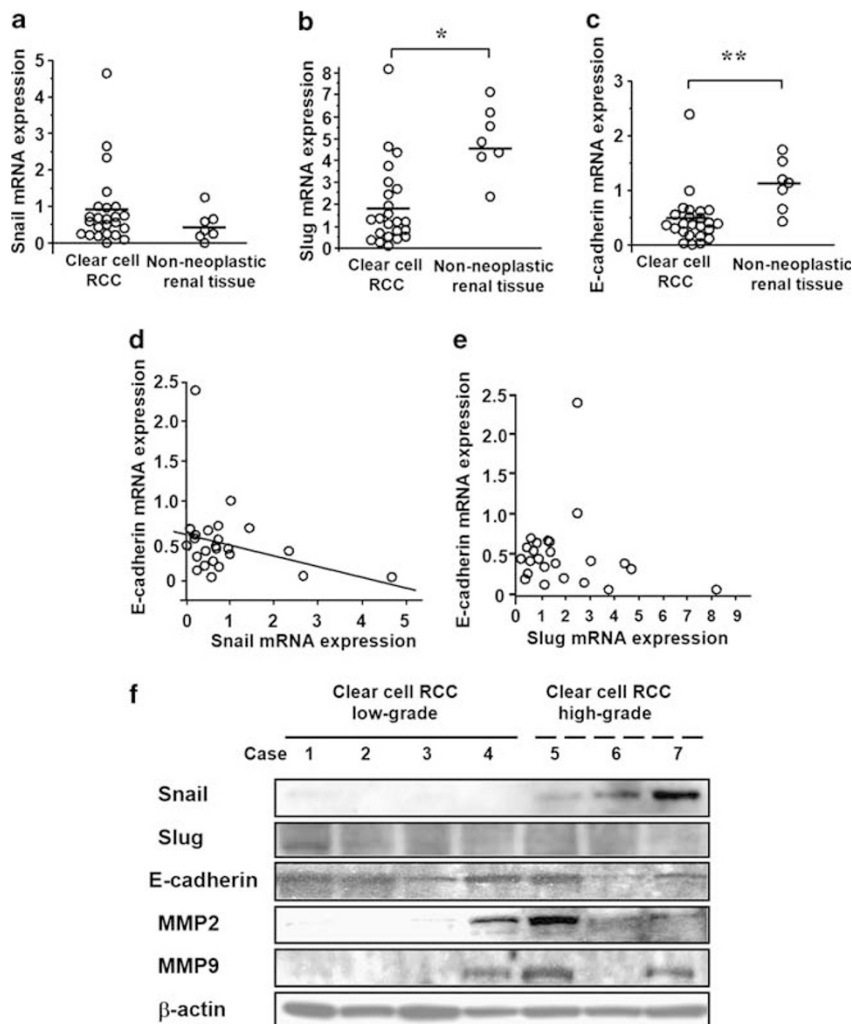 a
Snail mRNA expression
5
4
3
2
1
0
Clear cell
RCC
Non-neoplastic
renal tissue
b
*
Slug mRNA expression
8
7
6
5
4
3
2
1
0
Clear cell
RCC
Non-neoplastic
renal tissue
c
**
E-cadherin mRNA expression
3
2
1
0
Clear cell
RCC
Non-neoplastic
renal tissue
d
E-cadherin mRNA expression
2.5
2.0
1.0
0.5
0
0 1 2 3 4 5
Snail mRNA expression
e
E-cadherin mRNA expression
2.5
2.0
1.5
1.0
0.5
0
0 1 2 3 4 5 6 7 8 9
Slug mRNA expression
f
Clear cell RCC
low-grade
Clear cell RCC
high-grade
Case 1 2 3 4 5 6 7
Snail
Slug
E-cadherin
MMP2
MMP9
β-actin